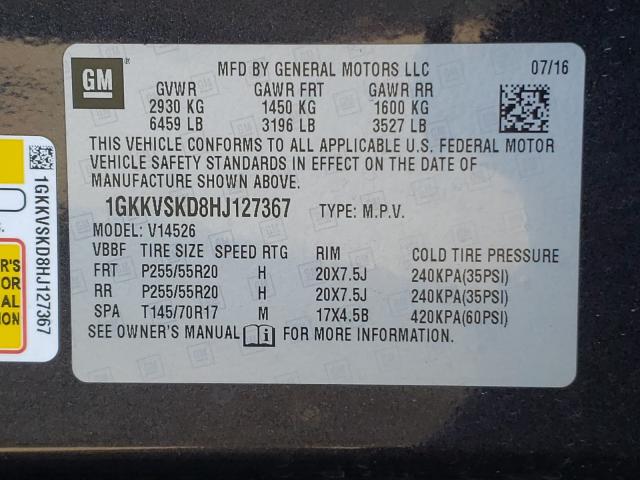 GM
MFD BY GENERAL MOTORS LLC 07/16
GVWR GAWR FRT GAWR RR
2930 KG 1450 KG 1600 KG
6459 LB 3196 LB 3527 LB
THIS VEHICLE CONFORMS TO ALL APPLICABLE U.S. FEDERAL MOTOR
VEHICLE SAFETY STANDARDS IN EFFECT ON THE DATE OF
MANUFACTURE SHOWN ABOVE.
1GKKVSKD8HJ127367 TYPE: M.P.V.
MODEL: V14526
VBBF TIRE SIZE SPEED RTG RIM COLD TIRE PRESSURE
FRT P255/55R20 H 20X7.5J 240KPA(35PSI)
RR P255/55R20 H 20X7.5J 240KPA(35PSI)
SPA T145/70R17 M 17X4.5B 420KPA(60PSI)
SEE OWNER'S MANUAL i FOR MORE INFORMATION.
1GKKVSKD8HJ127367
s.
R'S
OR
AL
ION